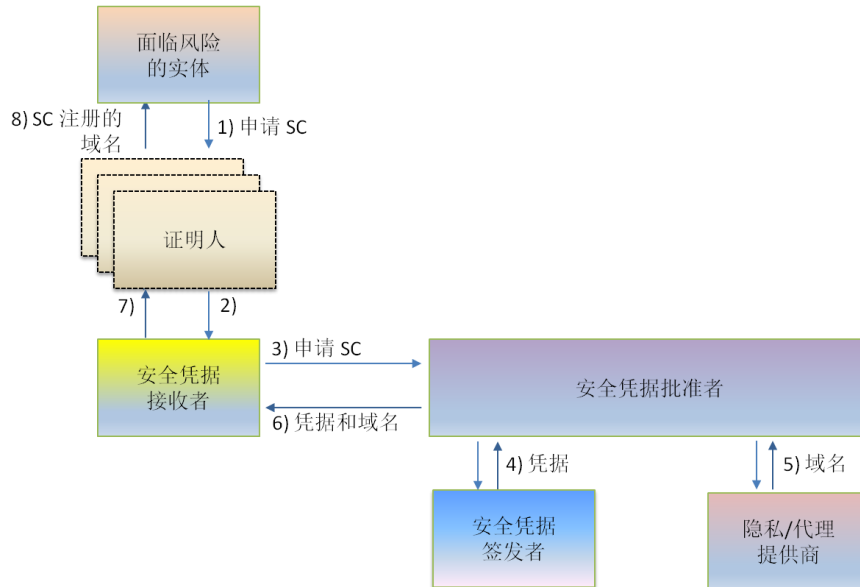 面临风险
的实体
8) SC 注册的
域名
1) 申请 SC
证明人
7)
2)
3) 申请 SC
安全凭据
接收者
安全凭据批准者
6) 凭据和域名
4) 凭据
5) 域名
安全凭据
签发者
隐私/代理
提供商